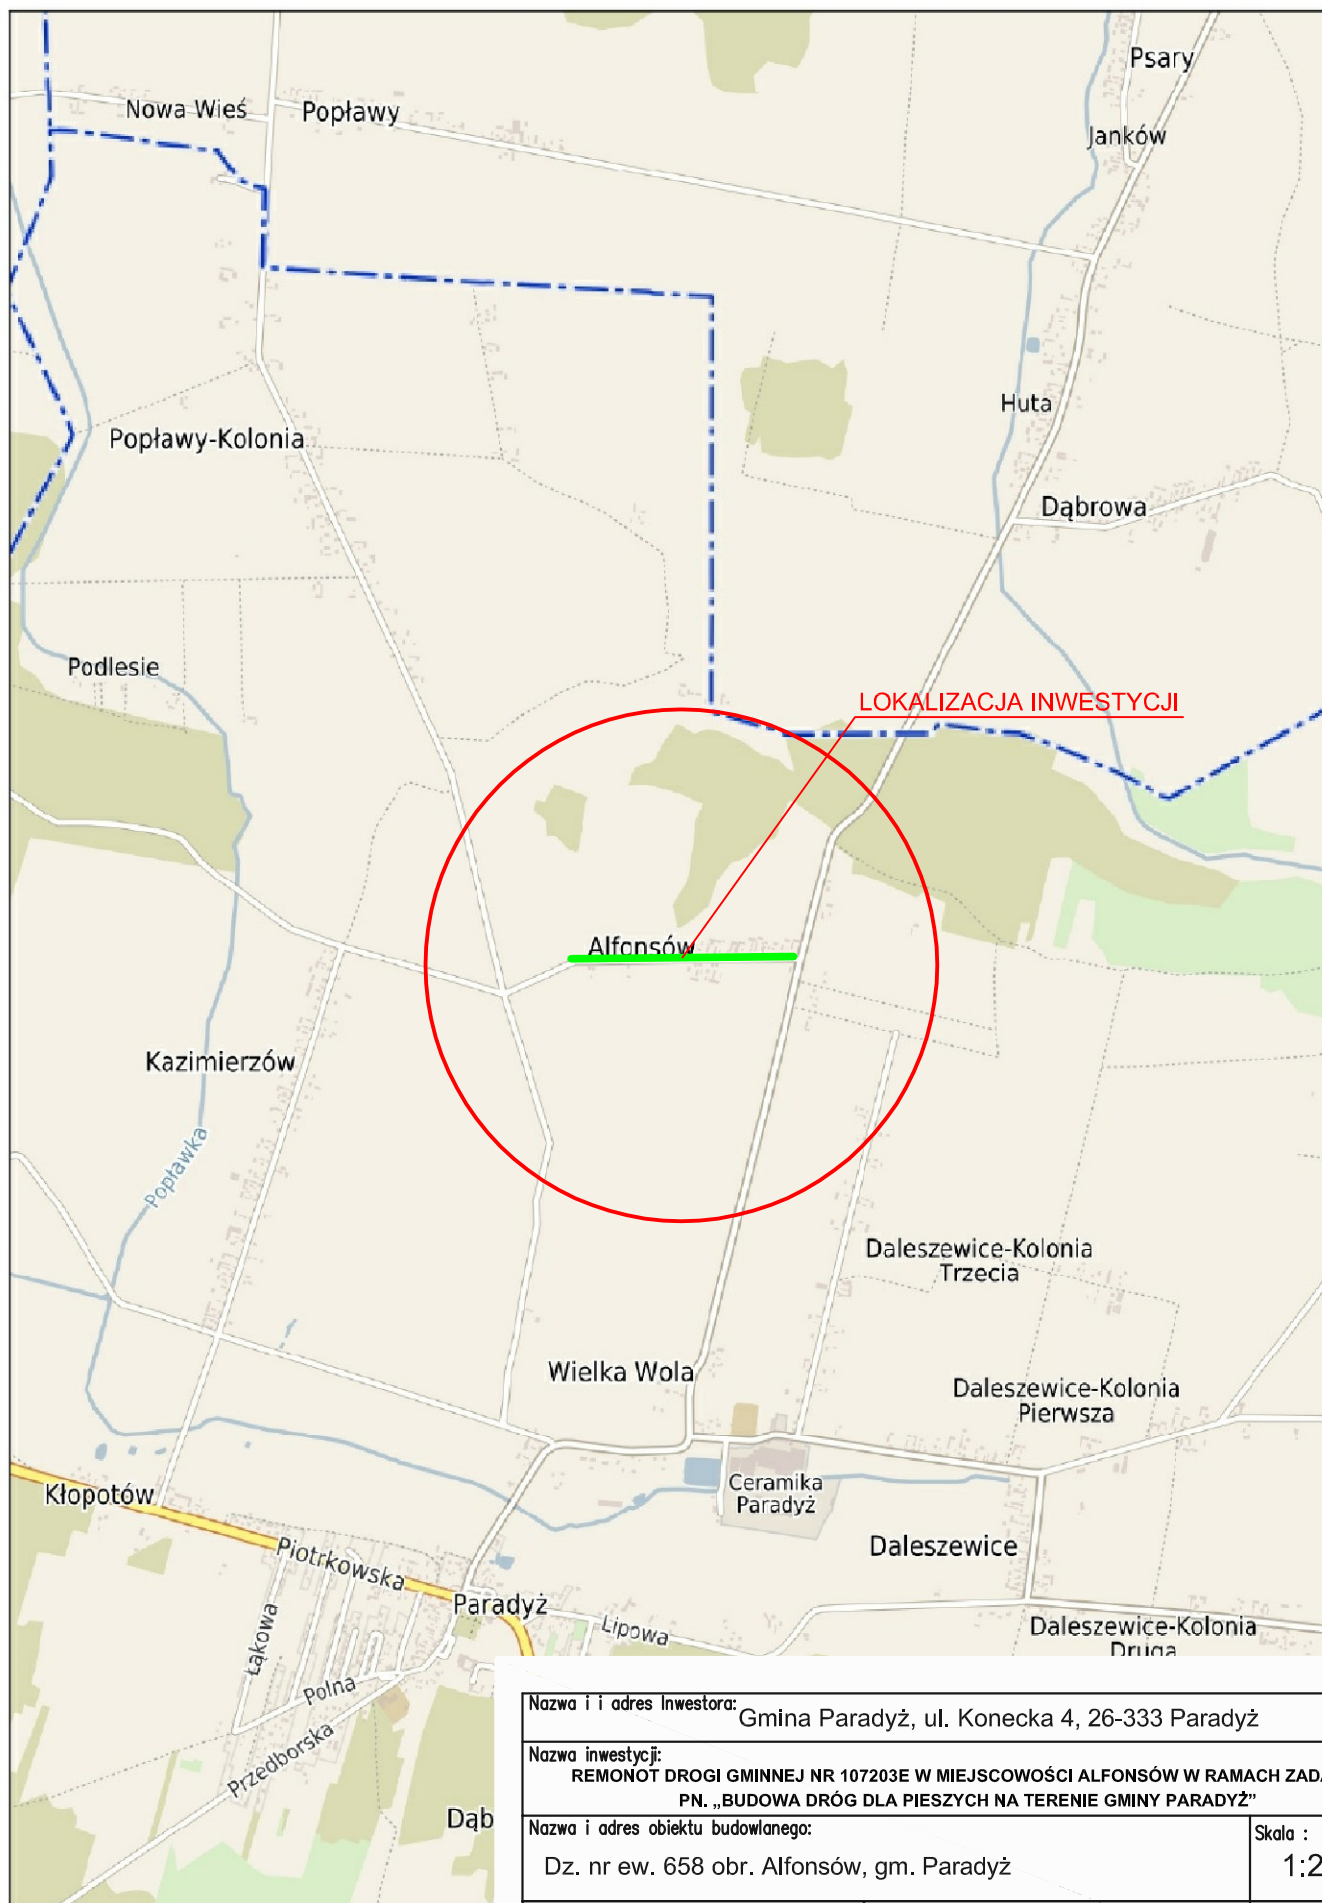 Psary
Nowa Wieś
Popławy
Janków
Huta
Popławy-Kolonia
Dąbrowa
Podlesie
LOKALIZACJA INWESTYCJI
Alfonsów
Kazimierzów
Popławka
Daleszewice-Kolonia
Trzecia
Wielka Wola
Daleszewice-Kolonia
Pierwsza
Ceramika
Paradyż
Kłopotów
Daleszewice
Piotrkowska
Paradyż
Lipowa
Łąkowa
Daleszewice-Kolonia
Druga
Polna
Przedborska
Dąb
Nazwa i i adres Inwestora: Gmina Paradyż, ul. Konecka 4, 26-333 Paradyż
Nazwa inwestycji:
REMONOT DROGI GMINNEJ NR 107203E W MIEJSCOWOŚCI ALFONSÓW W RAMACH ZADA
PN. „BUDOWA DRÓG DLA PIESZYCH NA TERENIE GMINY PARADYŻ”
Nazwa i adres obiektu budowlanego:
Skala :
Dz. nr ew. 658 obr. Alfonsów, gm. Paradyż
1:2